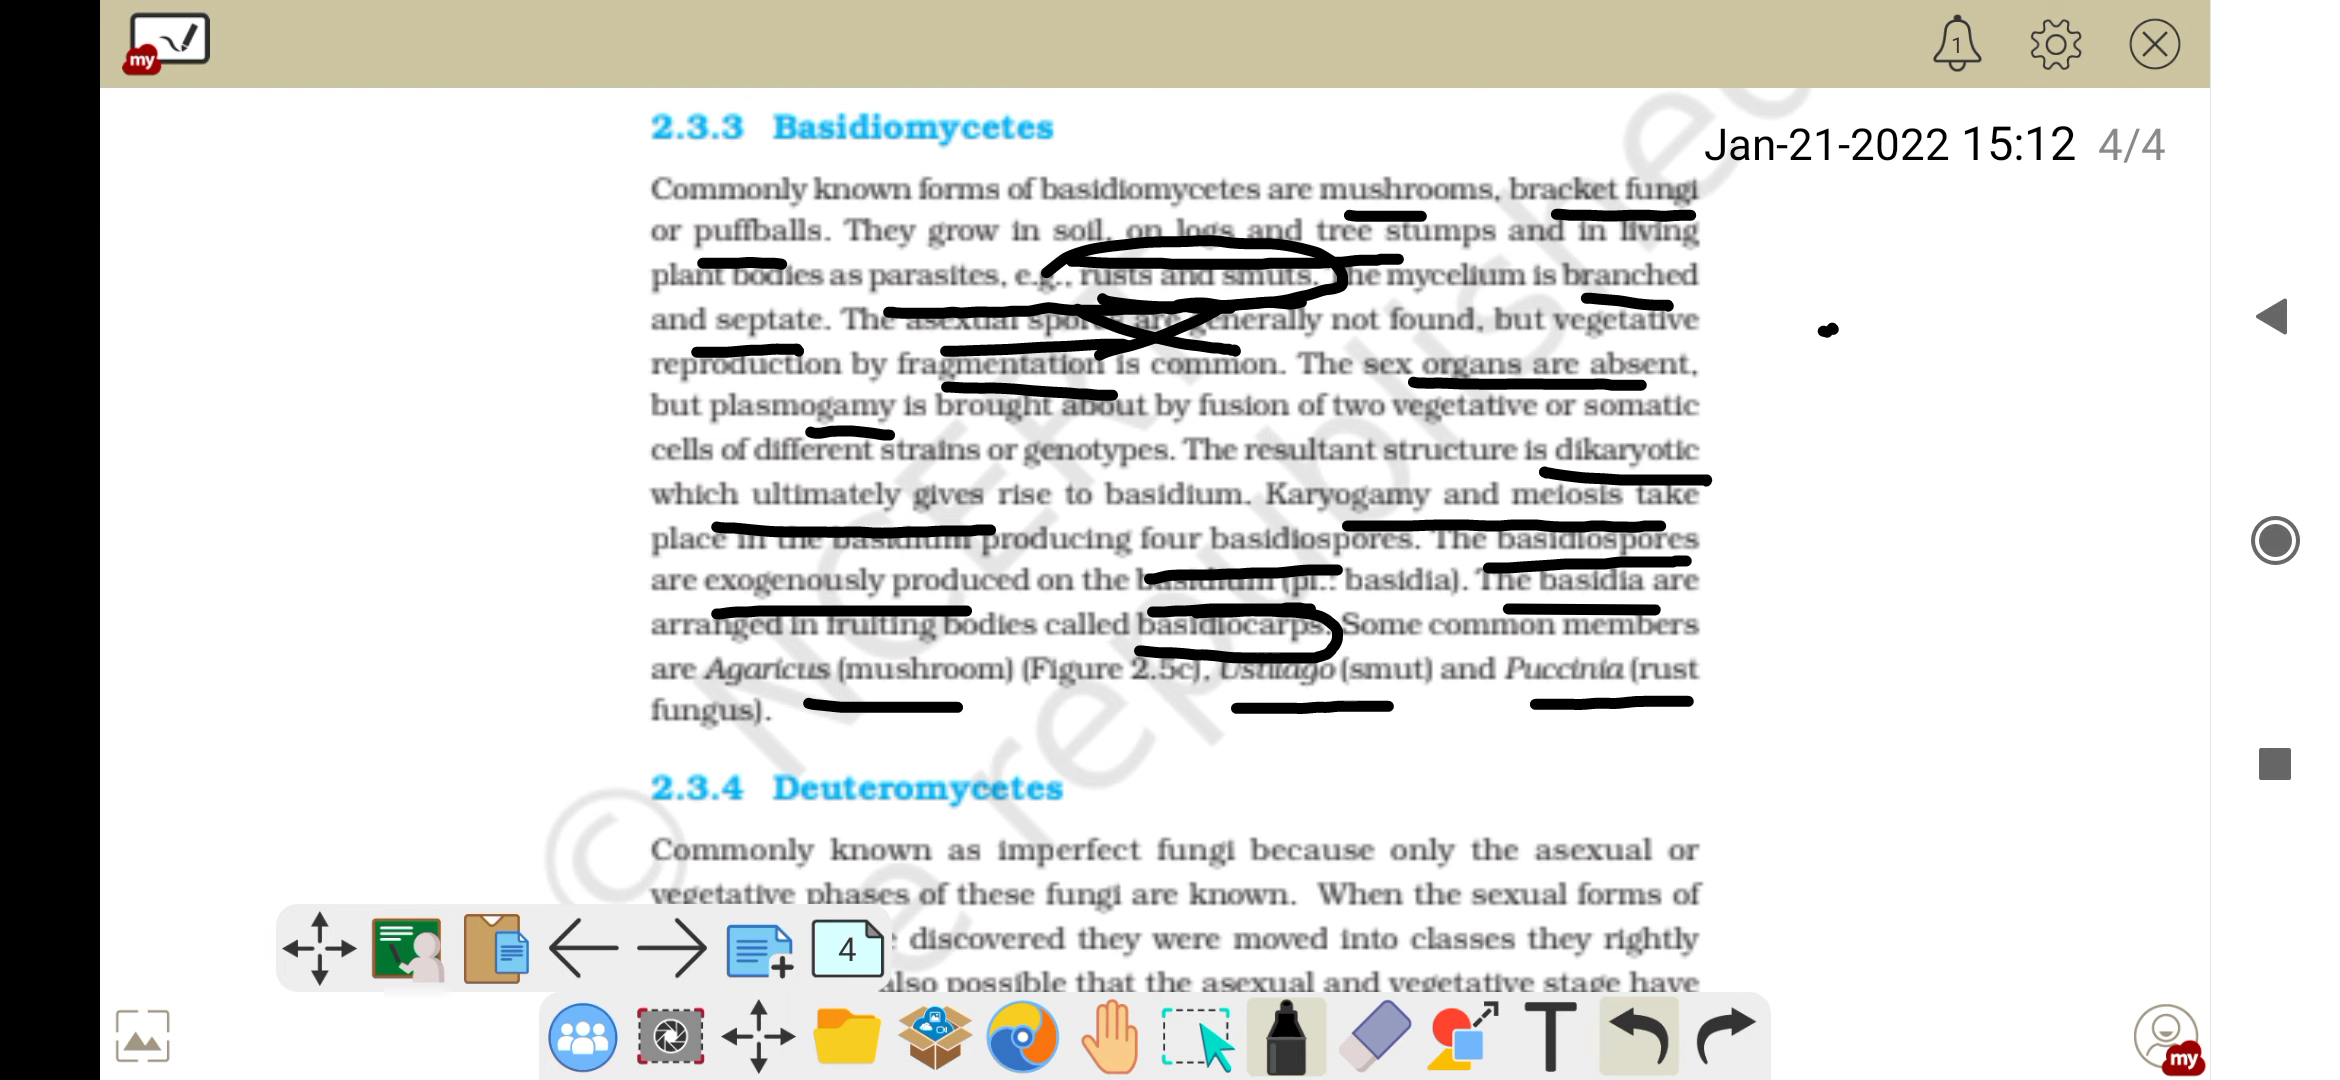 my
1
2.3.3 Basidiomycetes
Jan-21-2022 15:12 4/4
Commonly known forms of basidiomycetes are mushrooms, bracket fungi
or puffballs. They grow in soil, on logs and tree stumps and in living
plant bodies as parasites, e.g., rusts and smuts. The mycelium is branched
and septate. The asexual spores are generally not found, but vegetative
reproduction by fragmentation is common. The sex organs are absent,
but plasmogamy is brought about by fusion of two vegetative or somatic
cells of different strains or genotypes. The resultant structure is dikaryotic
which ultimately gives rise to basidium. Karyogamy and meiosis take
place in the basidium producing four basidiospores. The basidiospores
are exogenously produced on the basidium (pl.: basidia). The basidia are
arranged in fruiting bodies called basidiocarps. Some common members
are Agaricus (mushroom) (Figure 2.5c), Ustilago (smut) and Puccinia (rust
fungus).
2.3.4 Deuteromycetes
Commonly known as imperfect fungi because only the asexual or
vegetative phases of these fungi are known. When the sexual forms of
discovered they were moved into classes they rightly
also possible that the asexual and vegetative stage have
4
T
my
© NCERT
republished